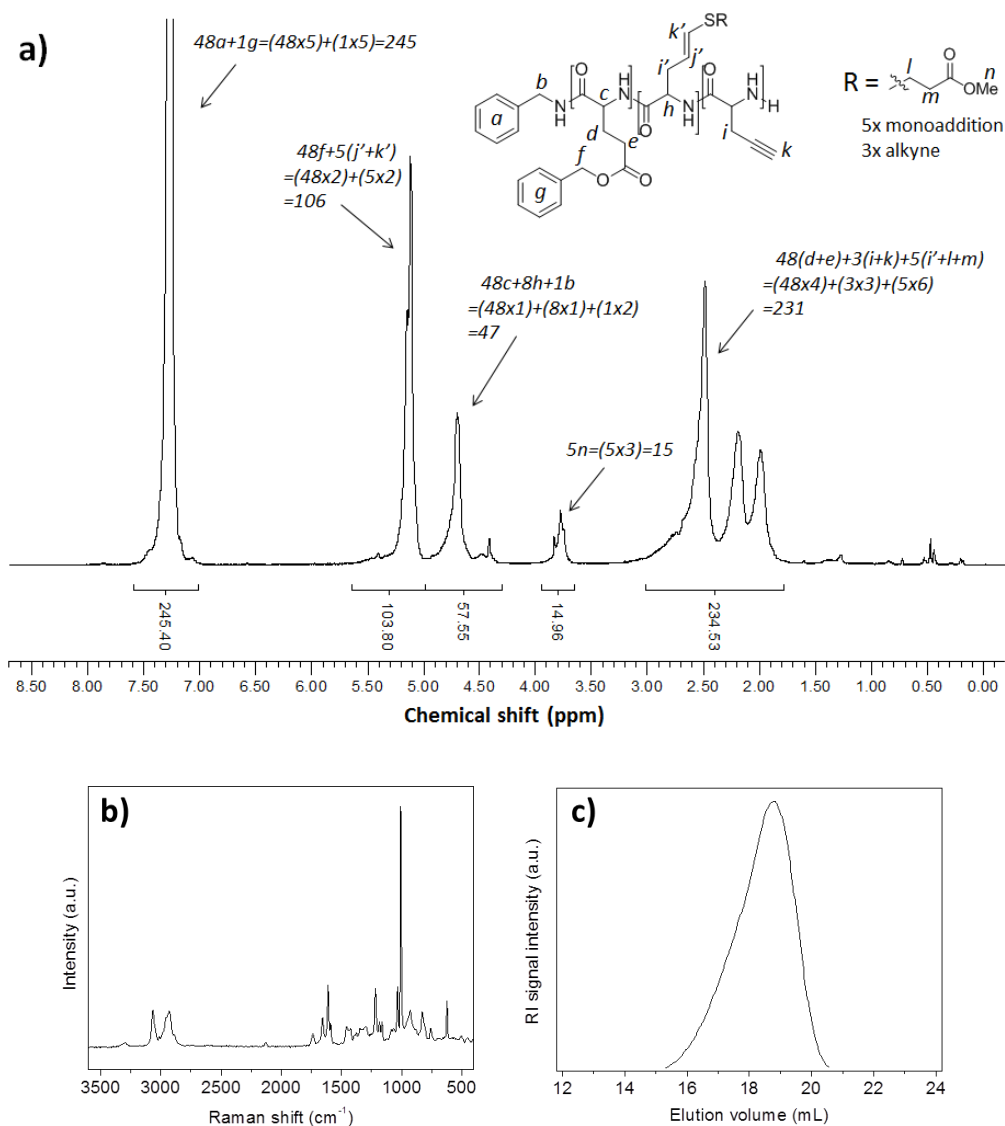 a)
48a+1g=(48x5)+(1x5)=245
48f+5(j'+k')
=(48x2)+(5x2)
=106
48c+8h+1b
=(48x1)+(8x1)+(1x2)
=47
5n=(5x3)=15
48(d+e)+3(i+k)+5(i'+l+m)
=(48x4)+(3x3)+(5x6)
=231
SR
k'
j'
i'
O
H
N
O
H
N
b
c
N
H
O
h
N
H
O
i
H
a
d
e
k
f
O
O
g
R =
l
O
n
OMe
m
5x monoaddition
3x alkyne
245.40
103.80
57.55
14.96
234.53
8.50 8.00 7.50 7.00 6.50 6.00 5.50 5.00 4.50 4.00 3.50 3.00 2.50 2.00 1.50 1.00 0.50 0.00
Chemical shift (ppm)
b)
Intensity (a.u.)
3500 3000 2500 2000 1500 1000 500
Raman shift (cm⁻¹)
c)
RI signal intensity (a.u.)
12 14 16 18 20 22 24
Elution volume (mL)